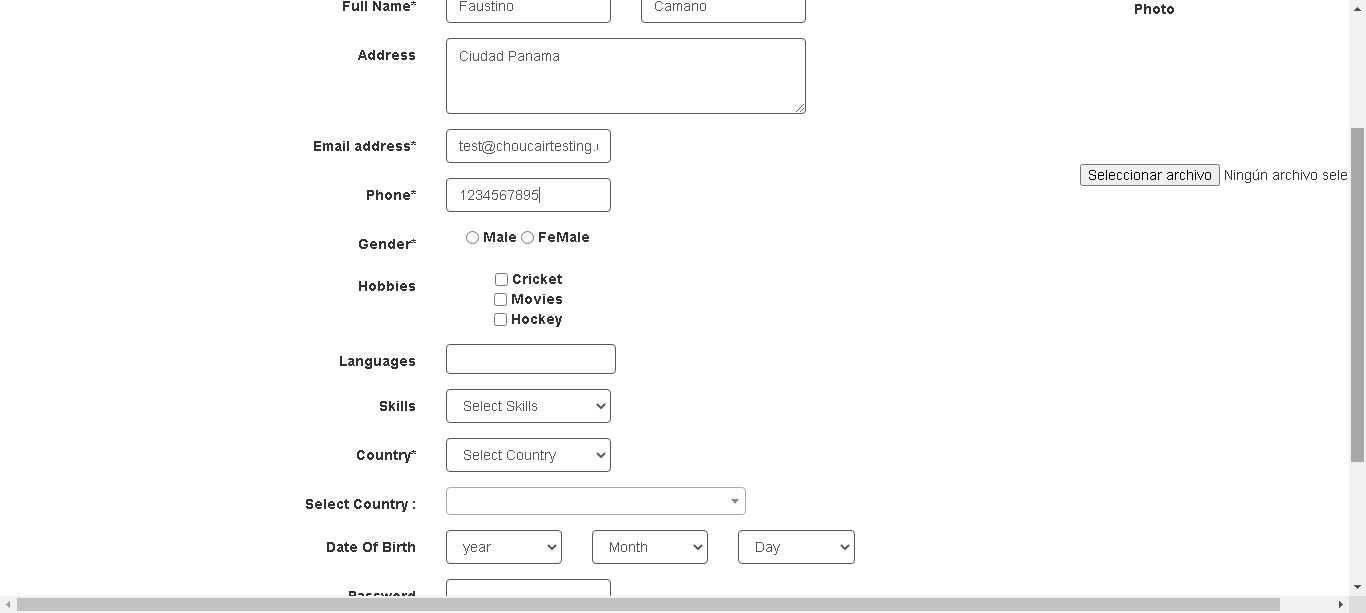 Full Name* Faustino Camano
Photo
Address Ciudad Panama
Email address* test@choucairtesting.
Seleccionar archivo Ningún archivo sele
Phone* 1234567895
Gender* Male FeMale
Hobbies Cricket
Movies
Hockey
Languages
Skills Select Skills
Country* Select Country
Select Country :
Date Of Birth year Month Day
Password